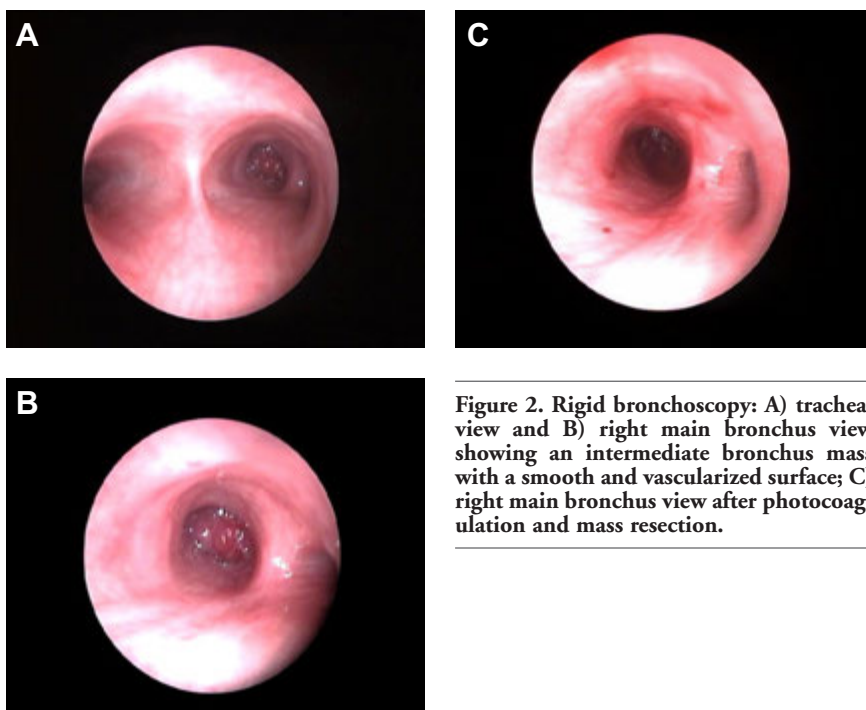 A
C
B
Figure 2. Rigid bronchoscopy: A) trachea
view and B) right main bronchus view
showing an intermediate bronchus mass
with a smooth and vascularized surface; C)
right main bronchus view after photocoag
ulation and mass resection.